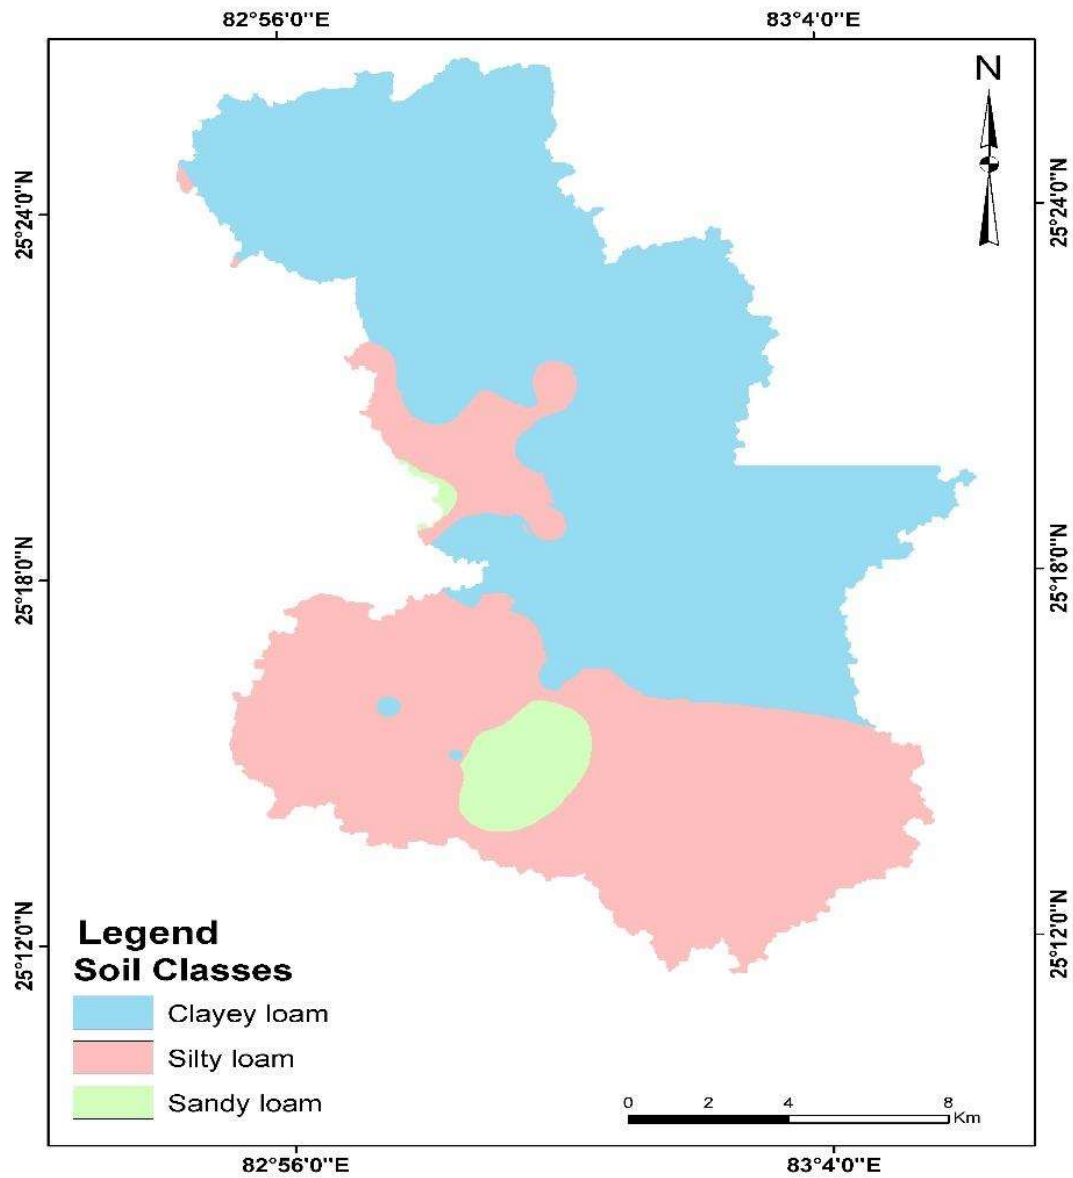 82°56'0"E 83°4'0"E
N
25°24'0"N 25°24'0"N
25°18'0"N 25°18'0"N
25°12'0"N 25°12'0"N
Legend
Soil Classes
Clayey loam
Silty loam
Sandy loam
0 2 4 8
Km
82°56'0"E 83°4'0"E